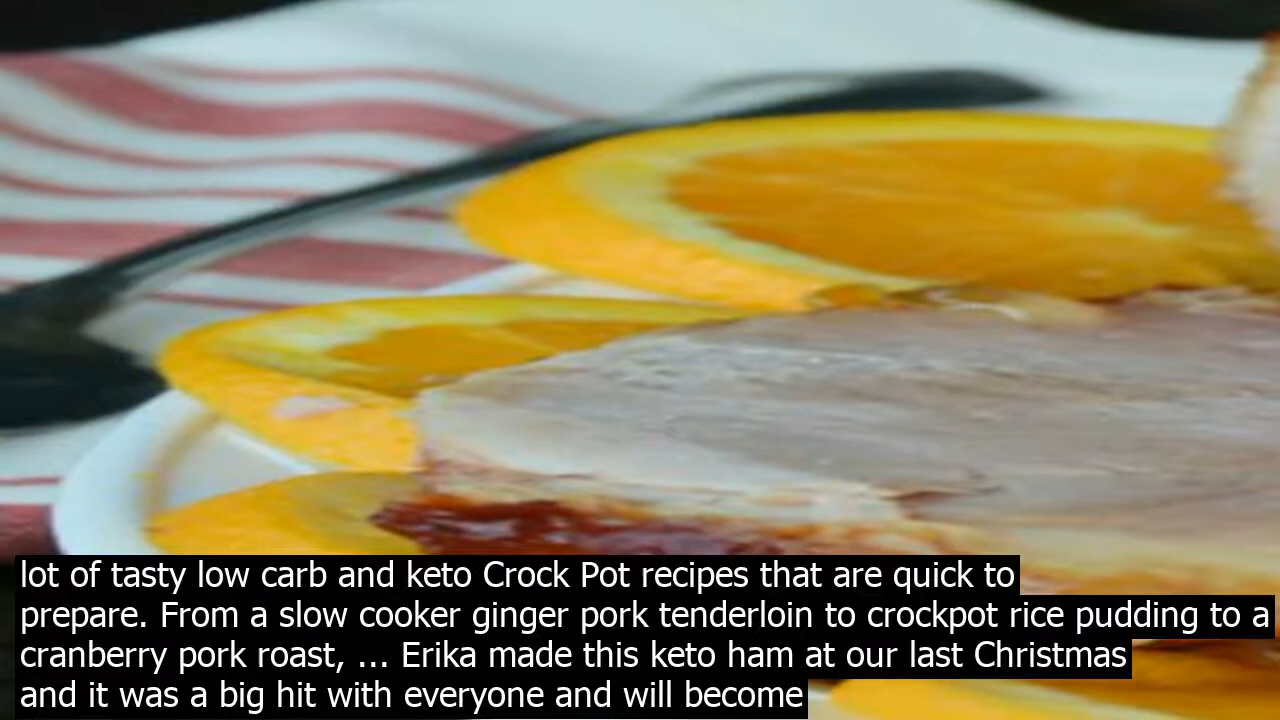 lot of tasty low carb and keto Crock Pot recipes that are quick to
prepare. From a slow cooker ginger pork tenderloin to crockpot rice pudding to a
cranberry pork roast, ... Erika made this keto ham at our last Christmas
and it was a big hit with everyone and will become